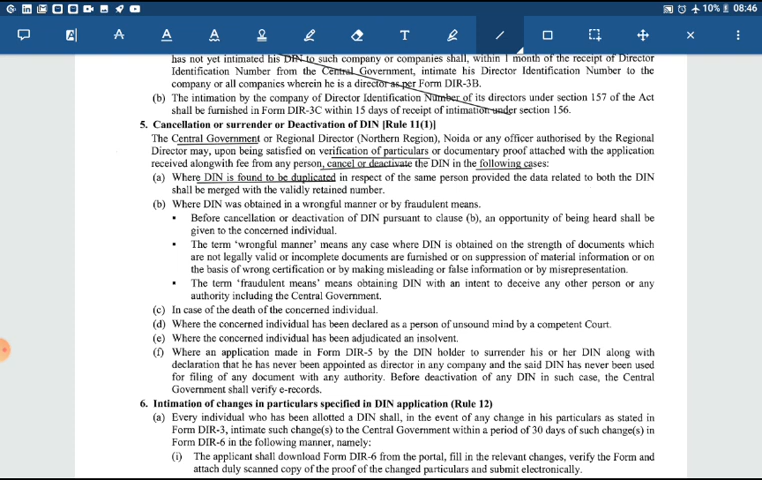 10% 08:46
A A A A T
has not yet intimated his DIN to such company or companies shall, within 1 month of the receipt of Director
Identification Number from the Central Government, intimate his Director Identification Number to the
company or all companies wherein he is a director as per Form DIR-3B.
(b) The intimation by the company of Director Identification Number of its directors under section 157 of the Act
shall be furnished in Form DIR-3C within 15 days of receipt of intimation under section 156.
5. Cancellation or surrender or Deactivation of DIN [Rule 11(1)]
The Central Government or Regional Director (Northern Region), Noida or any officer authorised by the Regional
Director may, upon being satisfied on verification of particulars or documentary proof attached with the application
received alongwith fee from any person, cancel or deactivate the DIN in the following cases:
(a) Where DIN is found to be duplicated in respect of the same person provided the data related to both the DIN
shall be merged with the validly retained number.
(b) Where DIN was obtained in a wrongful manner or by fraudulent means.
• Before cancellation or deactivation of DIN pursuant to clause (b), an opportunity of being heard shall be
given to the concerned individual.
• The term 'wrongful manner' means any case where DIN is obtained on the strength of documents which
are not legally valid or incomplete documents are furnished or on suppression of material information or on
the basis of wrong certification or by making misleading or false information or by misrepresentation.
• The term 'fraudulent means' means obtaining DIN with an intent to deceive any other person or any
authority including the Central Government.
(c) In case of the death of the concerned individual.
(d) Where the concerned individual has been declared as a person of unsound mind by a competent Court.
(e) Where the concerned individual has been adjudicated an insolvent.
(f) Where an application made in Form DIR-5 by the DIN holder to surrender his or her DIN along with
declaration that he has never been appointed as director in any company and the said DIN has never been used
for filing of any document with any authority. Before deactivation of any DIN in such case, the Central
Government shall verify e-records.
6. Intimation of changes in particulars specified in DIN application (Rule 12)
(a) Every individual who has been allotted a DIN shall, in the event of any change in his particulars as stated in
Form DIR-3, intimate such change(s) to the Central Government within a period of 30 days of such change(s) in
Form DIR-6 in the following manner, namely:
(i) The applicant shall download Form DIR-6 from the portal, fill in the relevant changes, verify the Form and
attach duly scanned copy of the proof of the changed particulars and submit electronically.